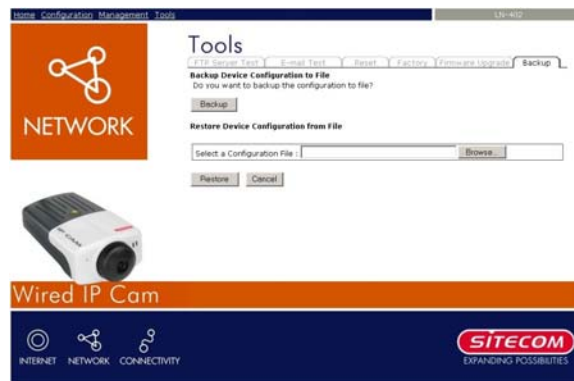 Home Configuration Management Tools
LN-402
Tools
FTP Server Test E-mail Test Reset Factory Firmware Upgrade Backup
Backup Device Configuration to File
Do you want to backup the configuration to file?
Backup
Restore Device Configuration from File
Select a Configuration File :
Browse...
Restore Cancel
NETWORK
IP CAM
Wired IP Cam
INTERNET NETWORK CONNECTIVITY
SITECOM
EXPANDING POSSIBILITIES